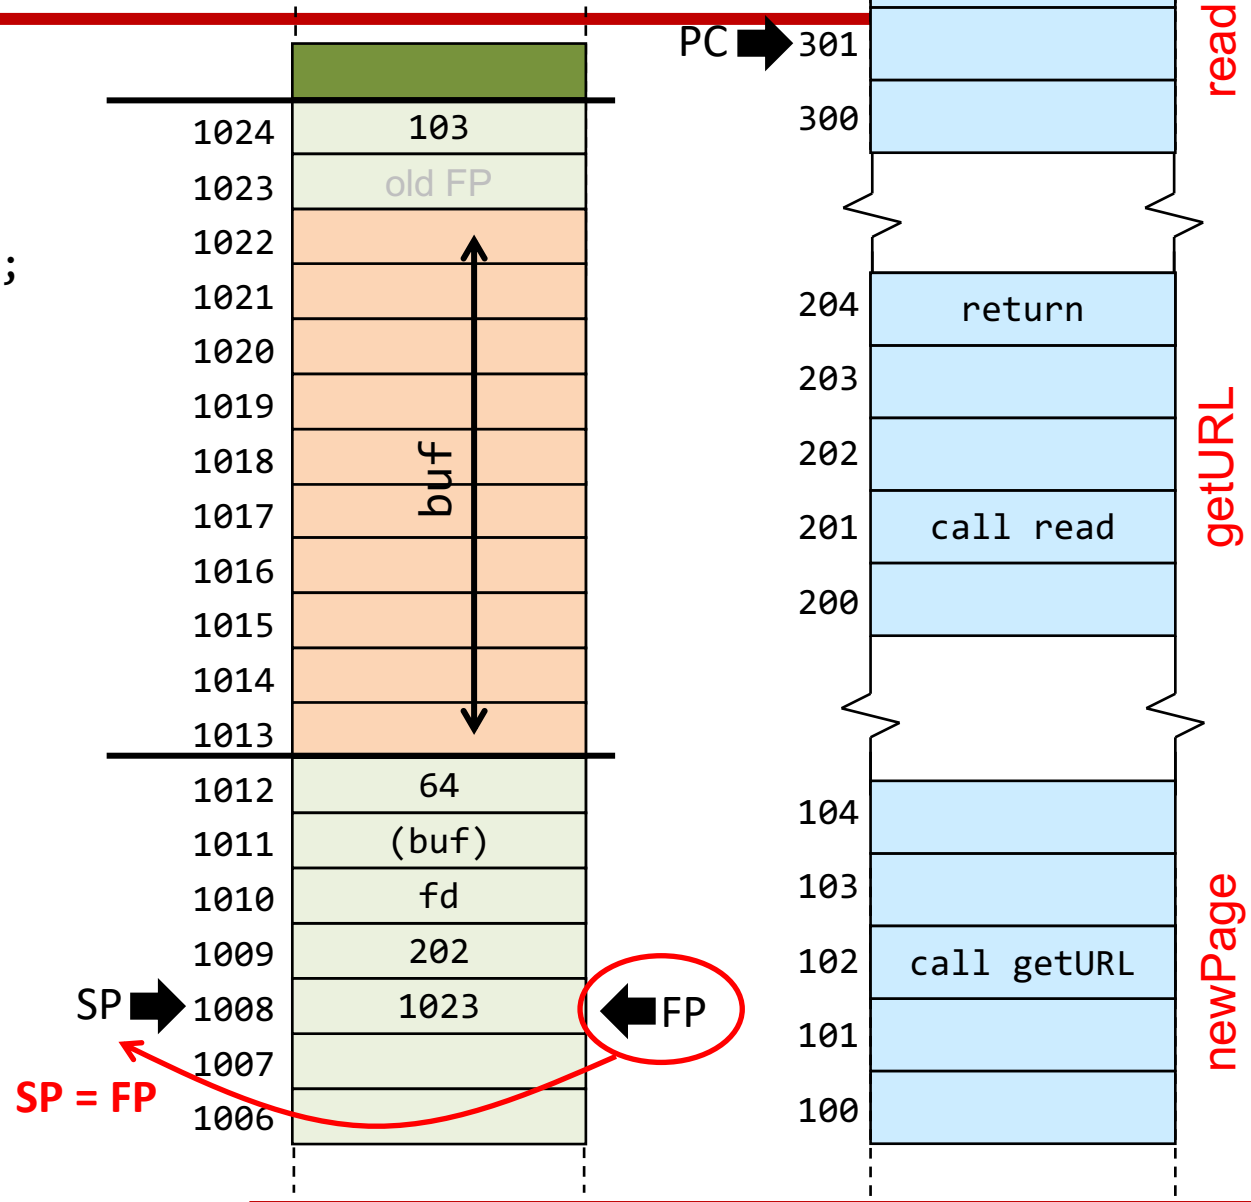 ;
1024 103
1023 old FP
1022
1021
1020
1019
1018
1017
1016
1015
1014
1013
buf
1012 64
1011 (buf)
1010 fd
1009 202
SP 1008 1023 FP
1007
SP = FP
1006
PC 301
300
read
204 return
203
202
201 call read
200
getURL
104
103
102 call getURL
101
100
newPage